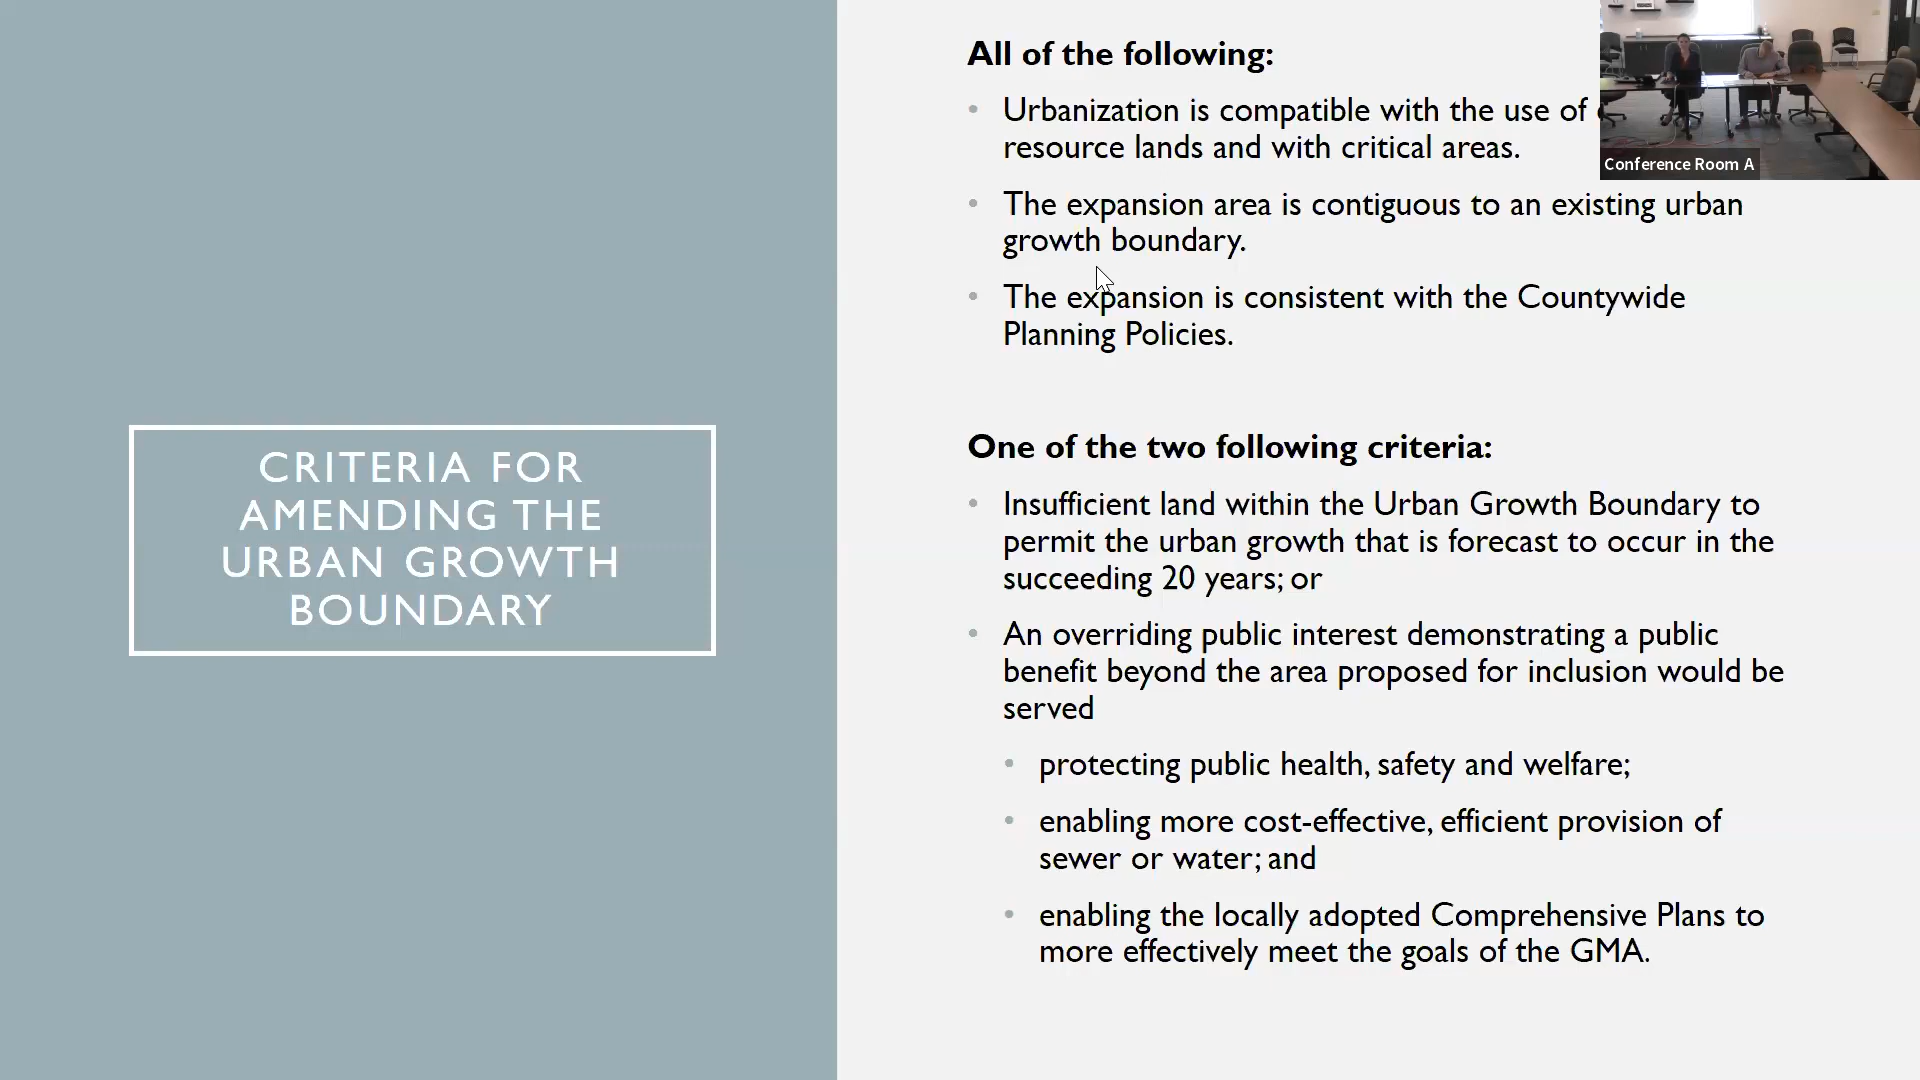 All of the following:
Urbanization is compatible with the use of
resource lands and with critical areas.
The expansion area is contiguous to an existing urban
growth boundary.
The expansion is consistent with the Countywide
Planning Policies.
CRITERIA FOR
AMENDING THE
URBAN GROWTH
BOUNDARY
One of the two following criteria:
Insufficient land within the Urban Growth Boundary to
permit the urban growth that is forecast to occur in the
succeeding 20 years; or
An overriding public interest demonstrating a public
benefit beyond the area proposed for inclusion would be
served
protecting public health, safety and welfare;
enabling more cost-effective, efficient provision of
sewer or water; and
enabling the locally adopted Comprehensive Plans to
more effectively meet the goals of the GMA.
Conference Room A